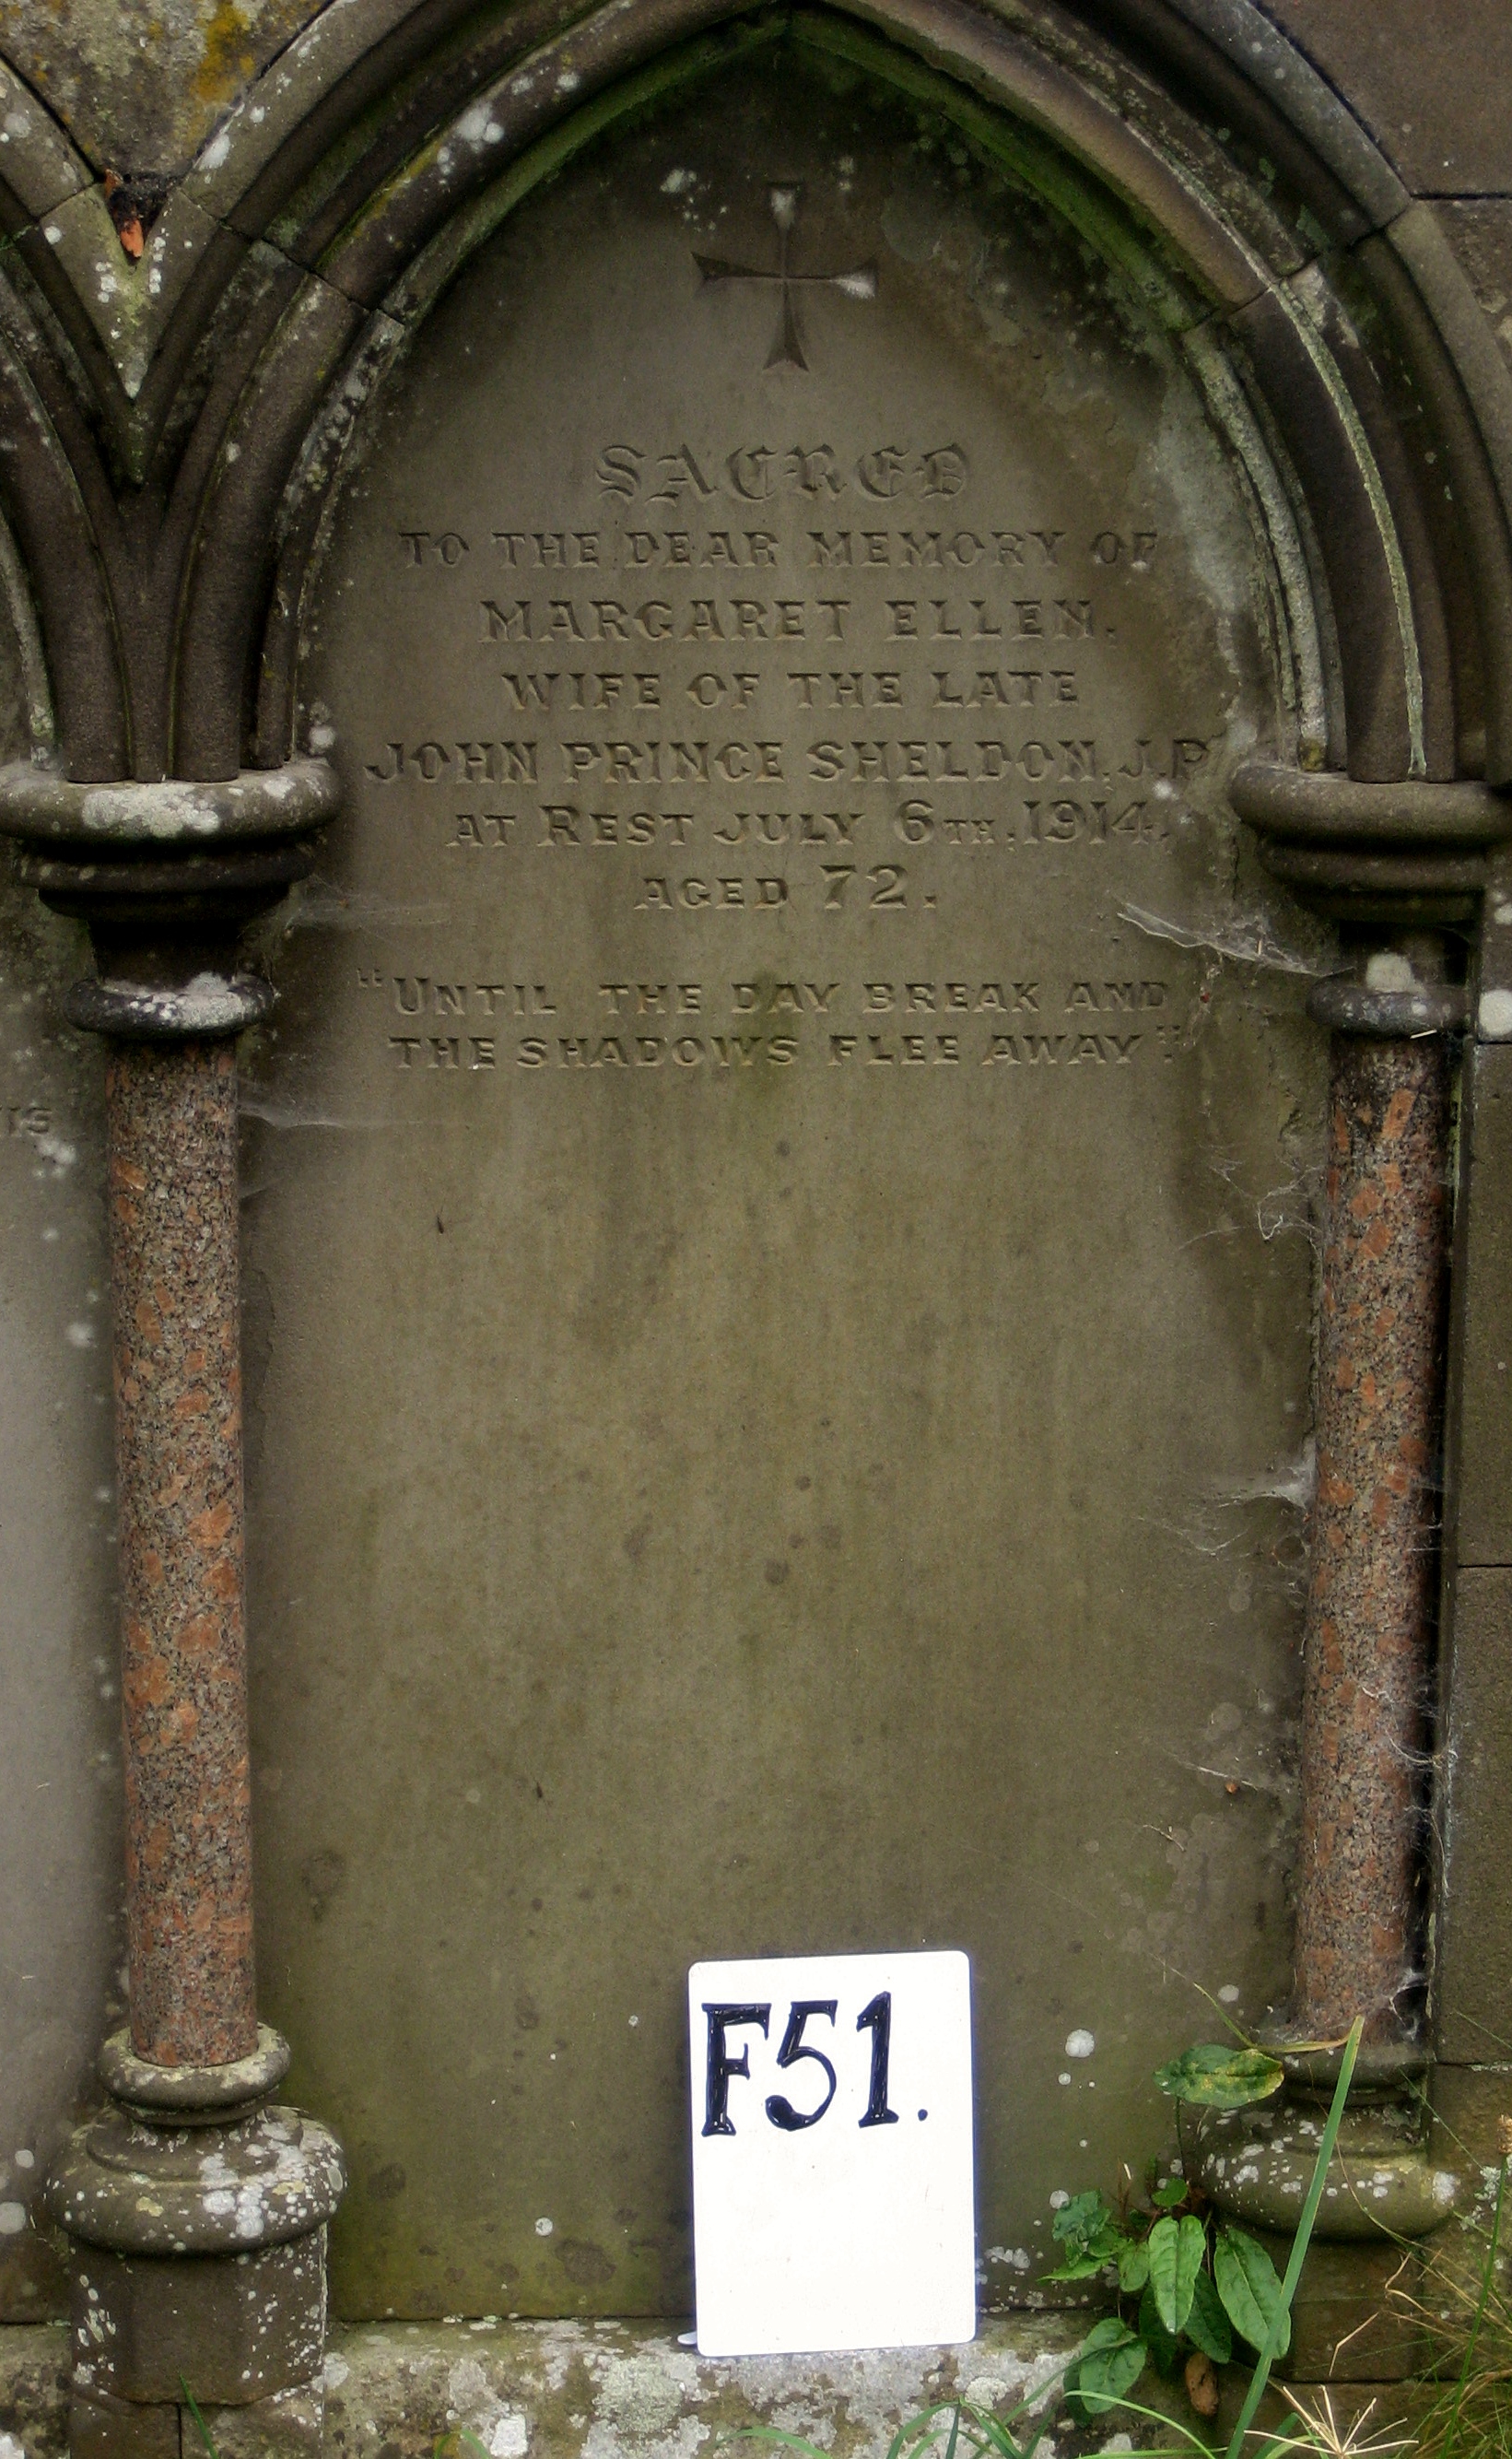 SACRED
TO THE DEAR MEMORY OF
MARGARET ELLEN.
WIFE OF THE LATE
JOHN PRINCE SHELDON, J.P
AT REST JULY 6TH, 1914,
AGED 72.
"UNTIL THE DAY BREAK AND
THE SHADOWS FLEE AWAY"
F51.